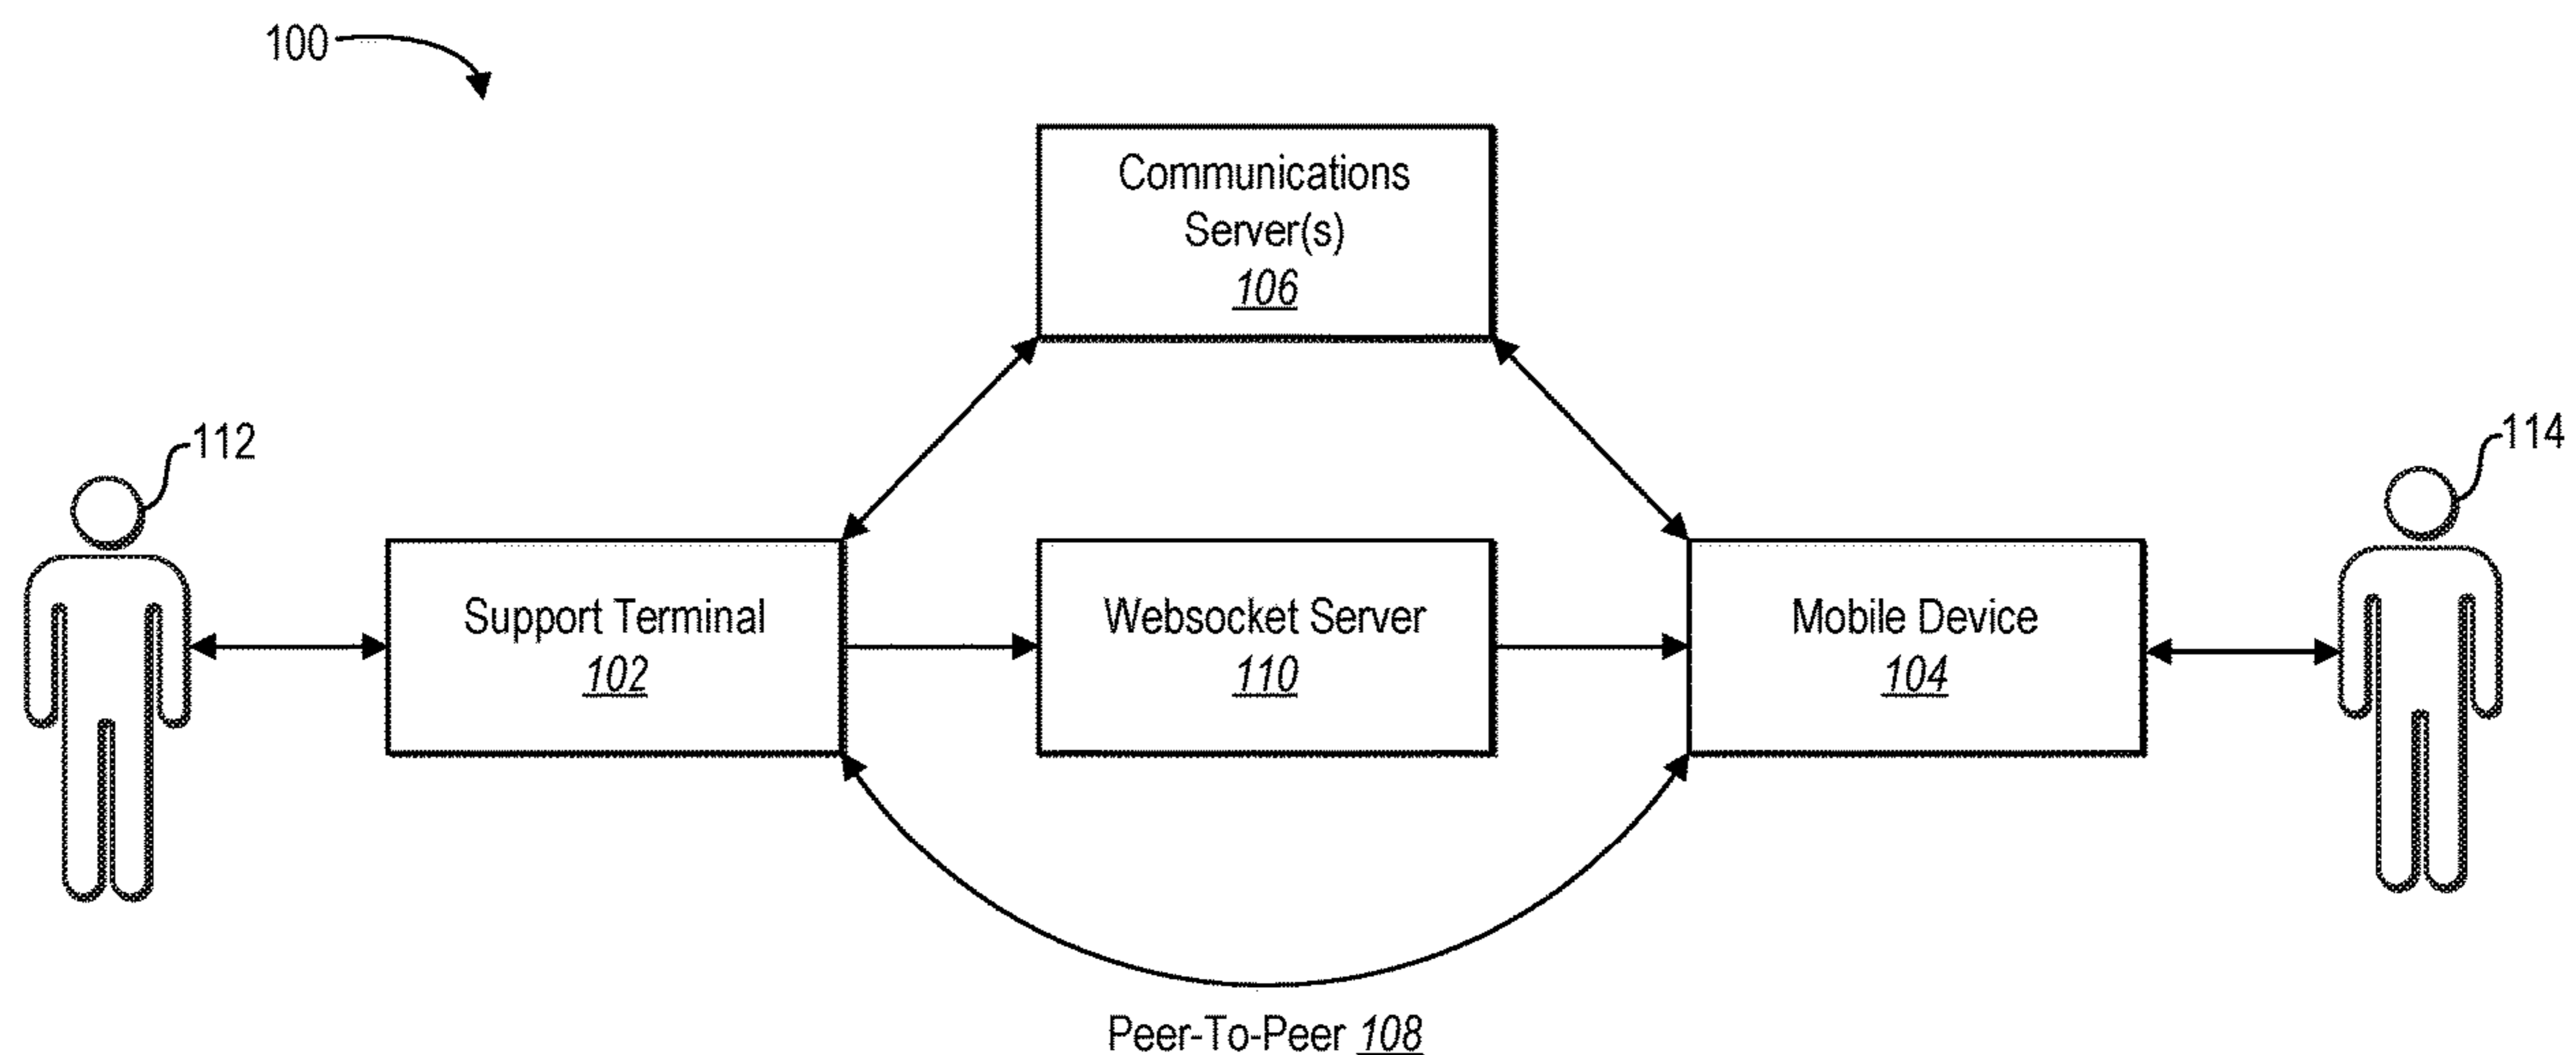 100
Communications
Server(s)
106
112
114
Support Terminal
102
Websocket Server
110
Mobile Device
104
Peer-To-Peer 108